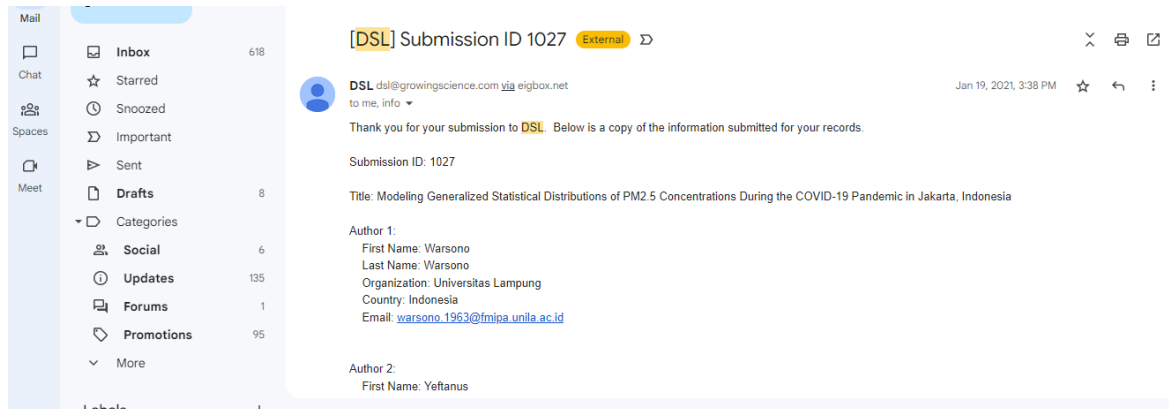 Mail
Chat
Spaces
Meet
Inbox 618
Starred
Snoozed
Important
Sent
Drafts 8
Categories
Social 6
Updates 135
Forums 1
Promotions 95
More
[DSL] Submission ID 1027 External
DSL dsl@growingscience.com via eigbox.net Jan 19, 2021, 3:38 PM
to me, info
Thank you for your submission to DSL. Below is a copy of the information submitted for your records.
Submission ID: 1027
Title: Modeling Generalized Statistical Distributions of PM2.5 Concentrations During the COVID-19 Pandemic in Jakarta, Indonesia
Author 1:
First Name: Warsono
Last Name: Warsono
Organization: Universitas Lampung
Country: Indonesia
Email: warsono.1963@fmipa.unila.ac.id
Author 2:
First Name: Yeftanus